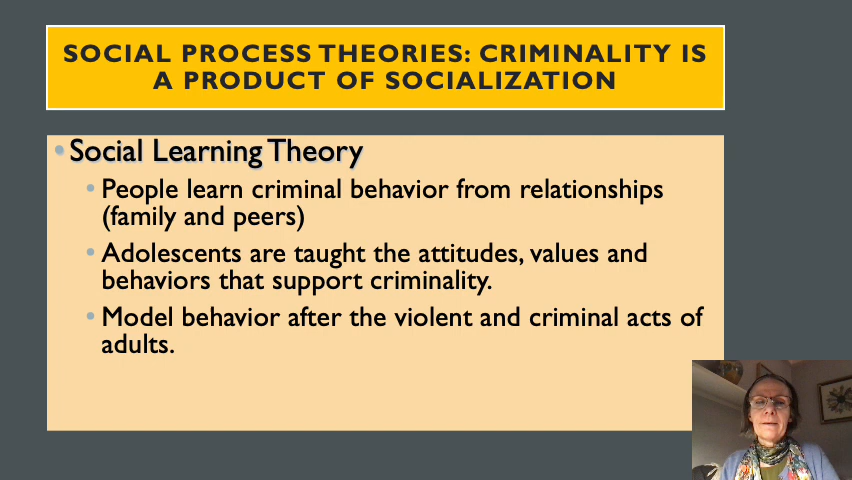 SOCIAL PROCESS THEORIES: CRIMINALITY IS
A PRODUCT OF SOCIALIZATION
• Social Learning Theory
• People learn criminal behavior from relationships
(family and peers)
• Adolescents are taught the attitudes, values and
behaviors that support criminality.
• Model behavior after the violent and criminal acts of
adults.